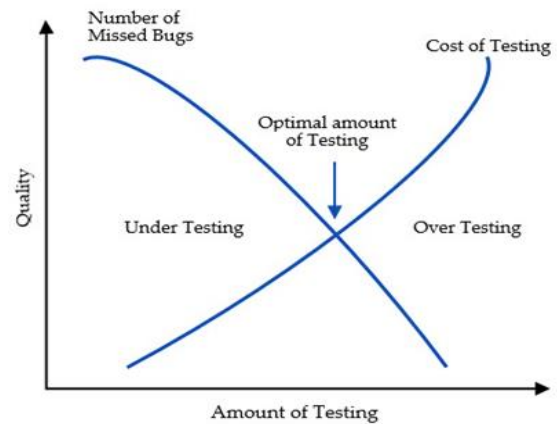 Number of
Missed Bugs
Cost of Testing
Optimal amount
of Testing
Quality
Under Testing
Over Testing
Amount of Testing